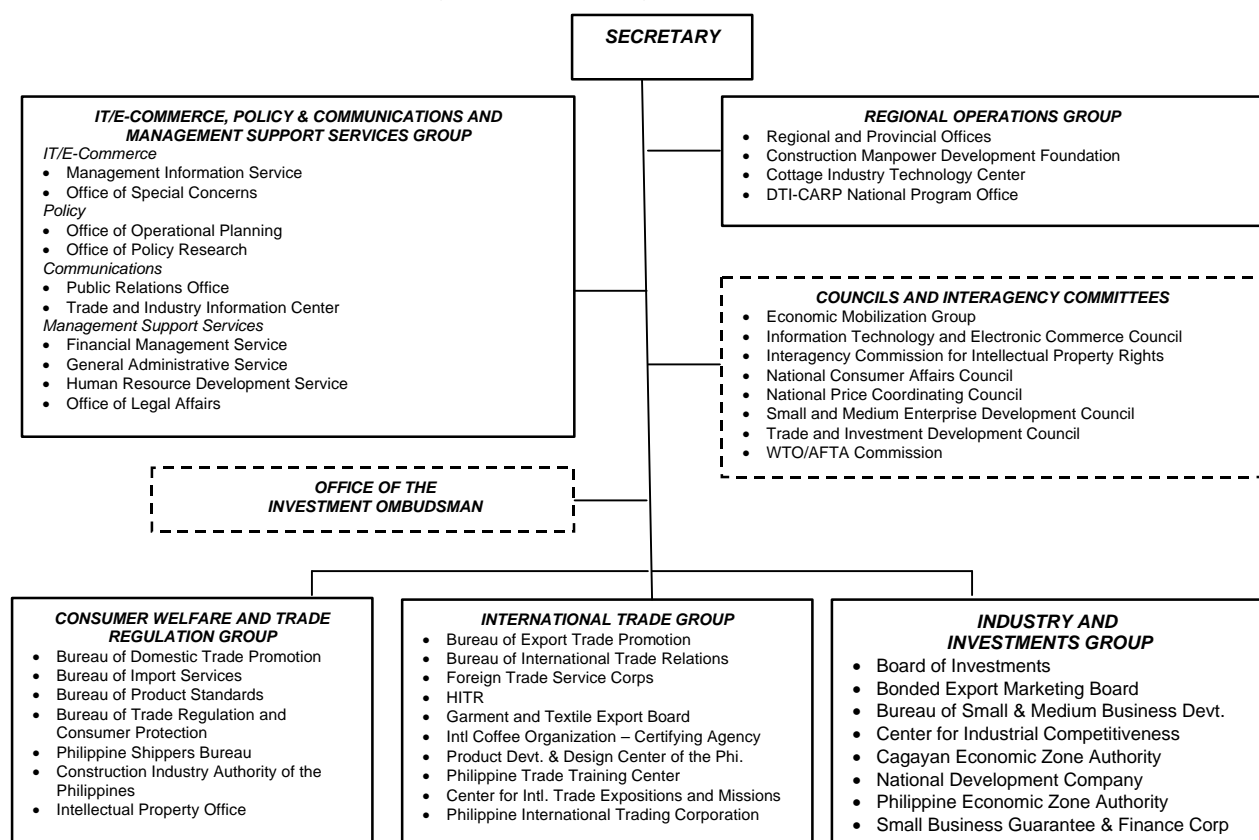 SECRETARY
IT/E-COMMERCE, POLICY & COMMUNICATIONS AND
MANAGEMENT SUPPORT SERVICES GROUP
IT/E-Commerce
• Management Information Service
• Office of Special Concerns
Policy
• Office of Operational Planning
• Office of Policy Research
Communications
• Public Relations Office
• Trade and Industry Information Center
Management Support Services
• Financial Management Service
• General Administrative Service
• Human Resource Development Service
• Office of Legal Affairs
REGIONAL OPERATIONS GROUP
• Regional and Provincial Offices
• Construction Manpower Development Foundation
• Cottage Industry Technology Center
• DTI-CARP National Program Office
COUNCILS AND INTERAGENCY COMMITTEES
• Economic Mobilization Group
• Information Technology and Electronic Commerce Council
• Interagency Commission for Intellectual Property Rights
• National Consumer Affairs Council
• National Price Coordinating Council
• Small and Medium Enterprise Development Council
• Trade and Investment Development Council
• WTO/AFTA Commission
OFFICE OF THE
INVESTMENT OMBUDSMAN
CONSUMER WELFARE AND TRADE
REGULATION GROUP
• Bureau of Domestic Trade Promotion
• Bureau of Import Services
• Bureau of Product Standards
• Bureau of Trade Regulation and
Consumer Protection
• Philippine Shippers Bureau
• Construction Industry Authority of the
Philippines
• Intellectual Property Office
INTERNATIONAL TRADE GROUP
• Bureau of Export Trade Promotion
• Bureau of International Trade Relations
• Foreign Trade Service Corps
• HITR
• Garment and Textile Export Board
• Intl Coffee Organization – Certifying Agency
• Product Devt. & Design Center of the Phi.
• Philippine Trade Training Center
• Center for Intl. Trade Expositions and Missions
• Philippine International Trading Corporation
INDUSTRY AND
INVESTMENTS GROUP
• Board of Investments
• Bonded Export Marketing Board
• Bureau of Small & Medium Business Devt.
• Center for Industrial Competitiveness
• Cagayan Economic Zone Authority
• National Development Company
• Philippine Economic Zone Authority
• Small Business Guarantee & Finance Corp